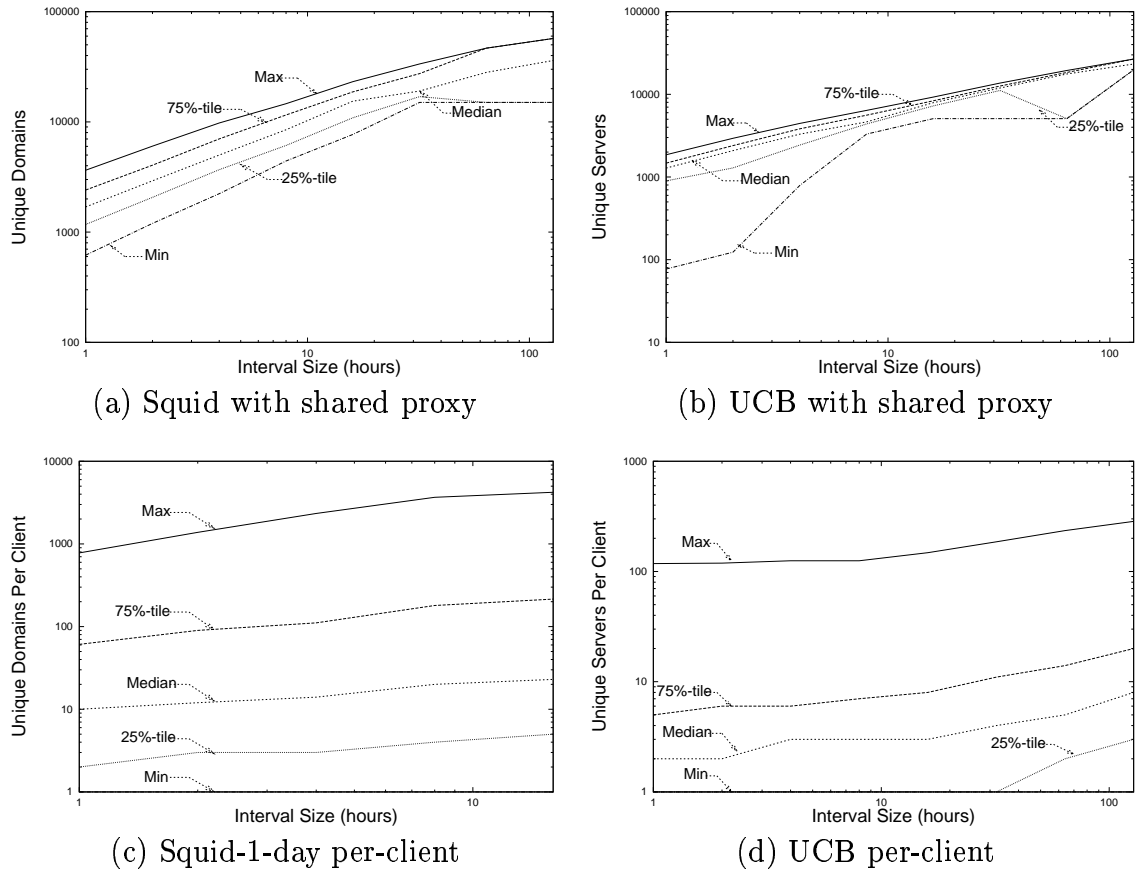 100000
10000
1000
100
1
10
100
Unique Domains
Interval Size (hours)
Max
75%-tile
Median
25%-tile
Min
(a) Squid with shared proxy
100000
10000
1000
100
10
1
10
100
Unique Servers
Interval Size (hours)
Max
75%-tile
Median
25%-tile
Min
(b) UCB with shared proxy
10000
1000
100
10
1
1
10
Unique Domains Per Client
Interval Size (hours)
Max
75%-tile
Median
25%-tile
Min
(c) Squid-1-day per-client
1000
100
10
1
1
10
100
Unique Servers Per Client
Interval Size (hours)
Max
75%-tile
Median
25%-tile
Min
(d) UCB per-client